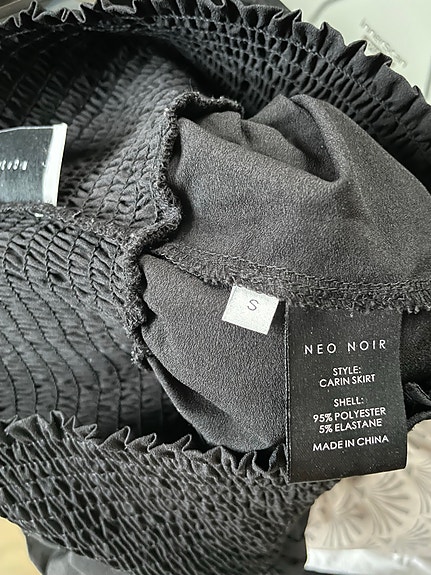 S
NEO NOIR
STYLE:
CARIN SKIRT
SHELL:
95% POLYESTER
5% ELASTANE
MADE IN CHINA